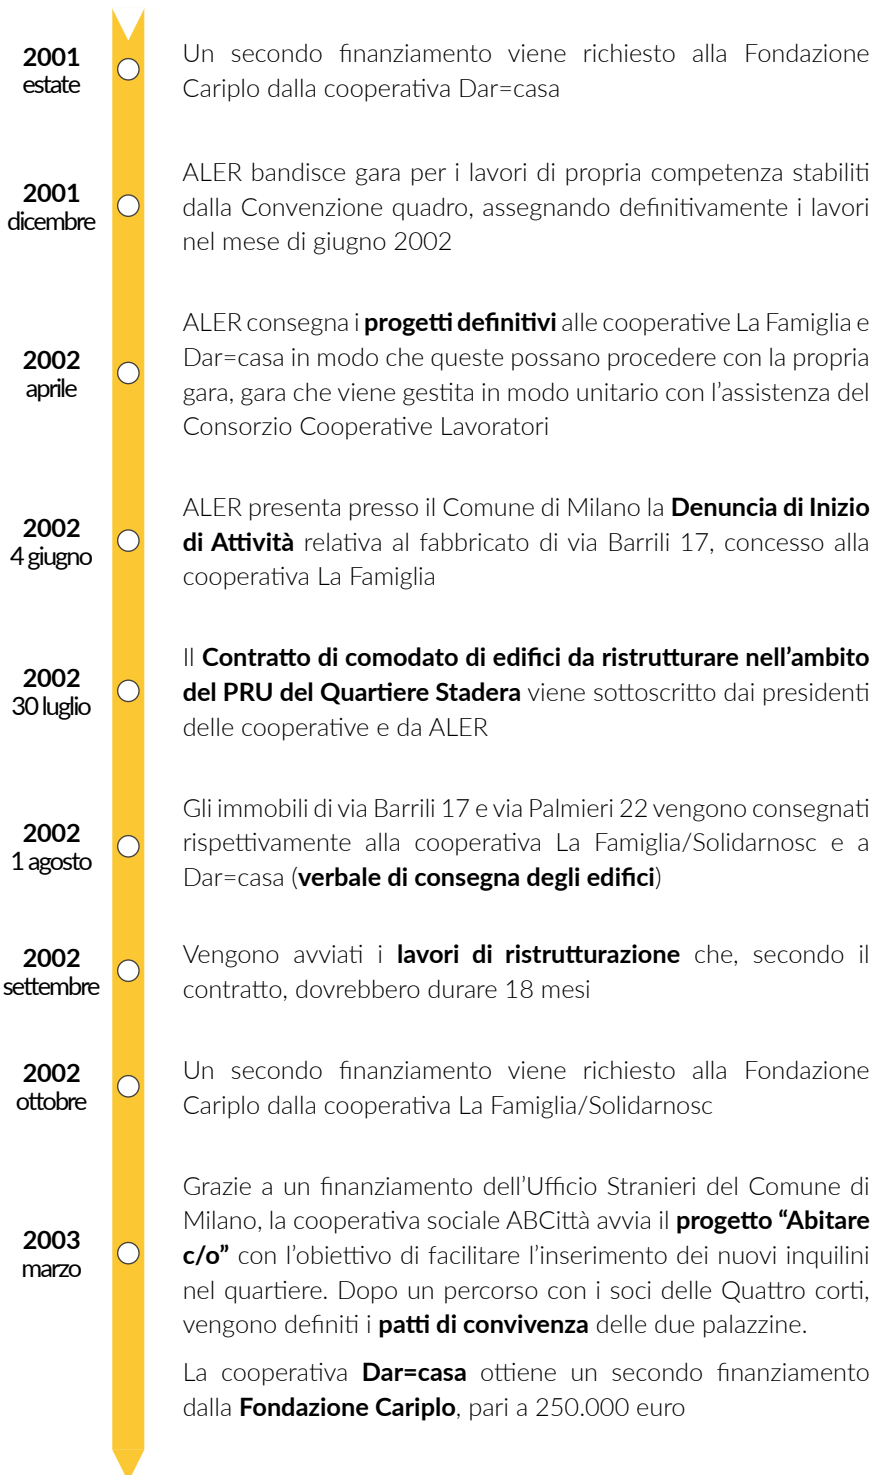 2001
estate
Un secondo finanziamento viene richiesto alla Fondazione
Cariplo dalla cooperativa Dar=casa
2001
dicembre
ALER bandisce gara per i lavori di propria competenza stabiliti
dalla Convenzione quadro, assegnando definitivamente i lavori
nel mese di giugno 2002
2002
aprile
ALER consegna i progetti definitivi alle cooperative La Famiglia e
Dar=casa in modo che queste possano procedere con la propria
gara, gara che viene gestita in modo unitario con l’assistenza del
Consorzio Cooperative Lavoratori
2002
4 giugno
ALER presenta presso il Comune di Milano la Denuncia di Inizio
di Attività relativa al fabbricato di via Barrili 17, concesso alla
cooperativa La Famiglia
2002
30 luglio
Il Contratto di comodato di edifici da ristrutturare nell’ambito
del PRU del Quartiere Stadera viene sottoscritto dai presidenti
delle cooperative e da ALER
2002
1 agosto
Gli immobili di via Barrili 17 e via Palmieri 22 vengono consegnati
rispettivamente alla cooperativa La Famiglia/Solidarnosc e a
Dar=casa (verbale di consegna degli edifici)
2002
settembre
Vengono avviati i lavori di ristrutturazione che, secondo il
contratto, dovrebbero durare 18 mesi
2002
ottobre
Un secondo finanziamento viene richiesto alla Fondazione
Cariplo dalla cooperativa La Famiglia/Solidarnosc
2003
marzo
Grazie a un finanziamento dell’Ufficio Stranieri del Comune di
Milano, la cooperativa sociale ABCittà avvia il progetto “Abitare
c/o” con l’obiettivo di facilitare l’inserimento dei nuovi inquilini
nel quartiere. Dopo un percorso con i soci delle Quattro corti,
vengono definiti i patti di convivenza delle due palazzine.
La cooperativa Dar=casa ottiene un secondo finanziamento
dalla Fondazione Cariplo, pari a 250.000 euro